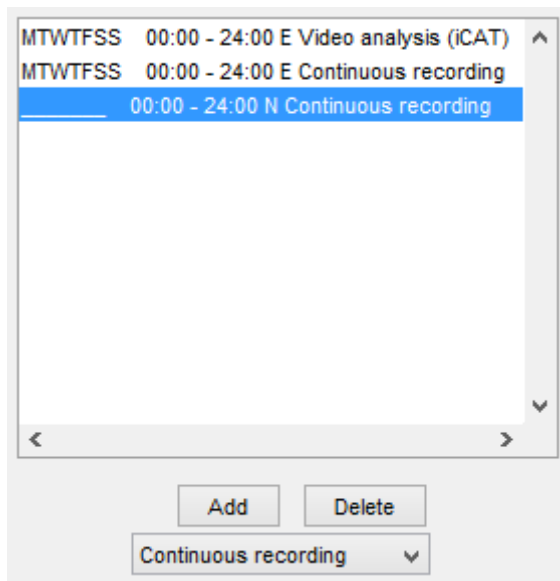 MTWTFSS 00:00 - 24:00 E Video analysis (iCAT)
MTWTFSS 00:00 - 24:00 E Continuous recording
_______ 00:00 - 24:00 N Continuous recording
Add Delete
Continuous recording